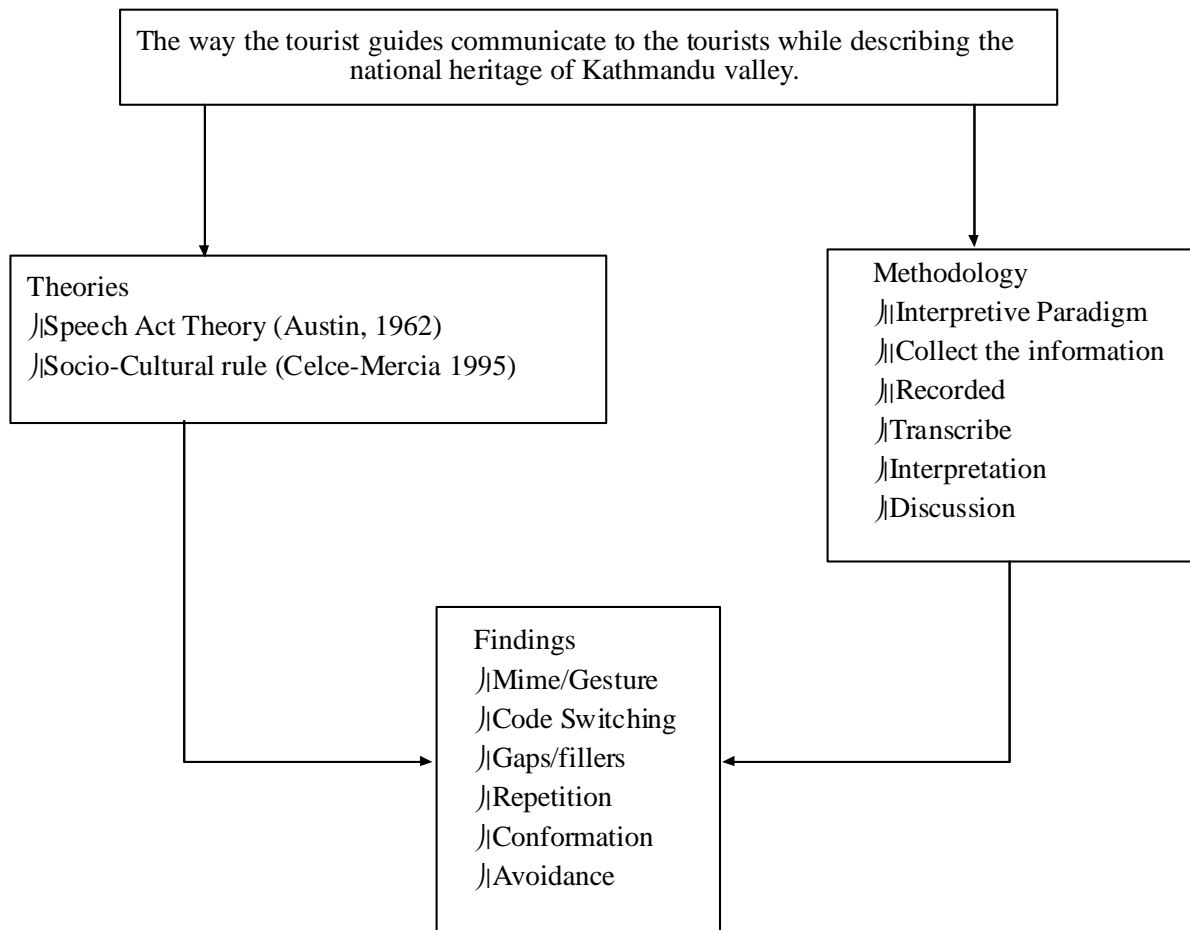 The way the tourist guides communicate to the tourists while describing the
national heritage of Kathmandu valley.
Theories
Speech Act Theory (Austin, 1962)
Socio-Cultural rule (Celce-Mercia 1995)
Methodology
Interpretive Paradigm
Collect the information
Recorded
Transcribe
Interpretation
Discussion
Findings
Mime/Gesture
Code Switching
Gaps/fillers
Repetition
Conformation
Avoidance